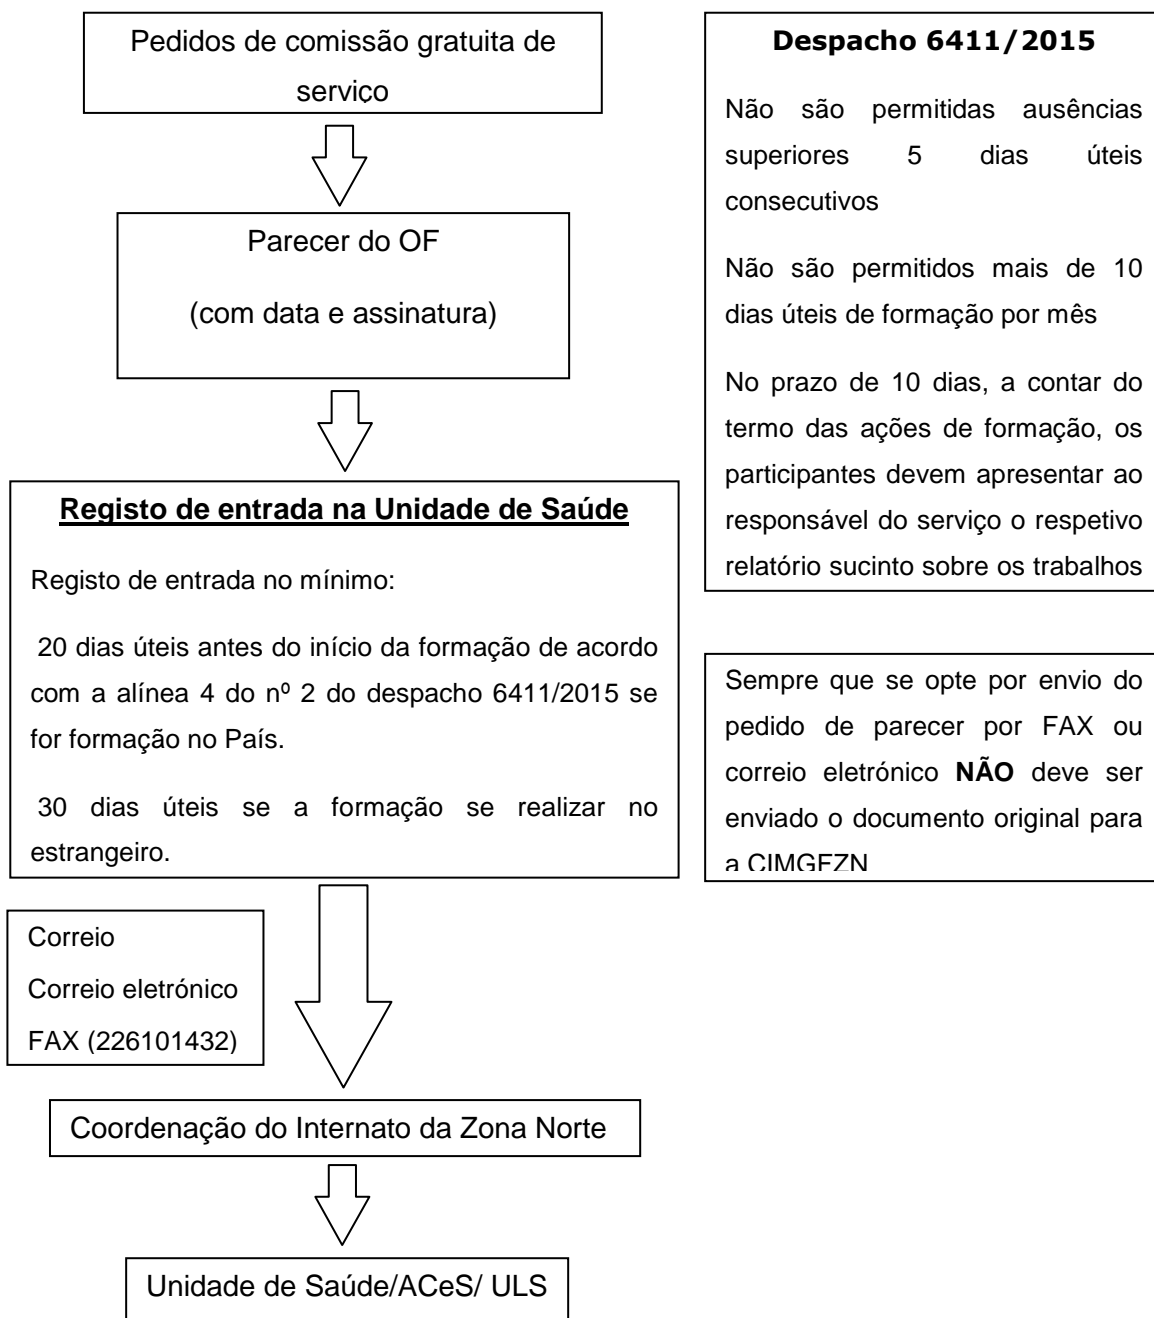 Pedidos de comissão gratuita de
serviço
Parecer do OF
(com data e assinatura)
Registo de entrada na Unidade de Saúde
Registo de entrada no mínimo:
20 dias úteis antes do início da formação de acordo
com a alínea 4 do nº 2 do despacho 6411/2015 se
for formação no País.
30 dias úteis se a formação se realizar no
estrangeiro.
Correio
Correio eletrónico
FAX (226101432)
Coordenação do Internato da Zona Norte
Unidade de Saúde/ACeS/ ULS
Despacho 6411/2015
Não são permitidas ausências
superiores 5 dias úteis
consecutivos
Não são permitidos mais de 10
dias úteis de formação por mês
No prazo de 10 dias, a contar do
termo das ações de formação, os
participantes devem apresentar ao
responsável do serviço o respetivo
relatório sucinto sobre os trabalhos
Sempre que se opte por envio do
pedido de parecer por FAX ou
correio eletrónico NÃO deve ser
enviado o documento original para
a CIMGFZN